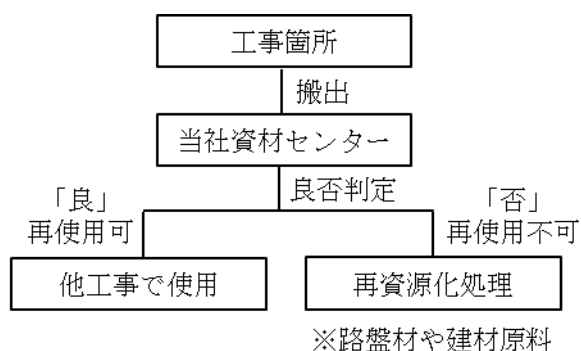 工事箇所
搬出
当社資材センター
良否判定
「良」
再使用可
「否」
再使用不可
他工事で使用
再資源化処理
※路盤材や建材原料